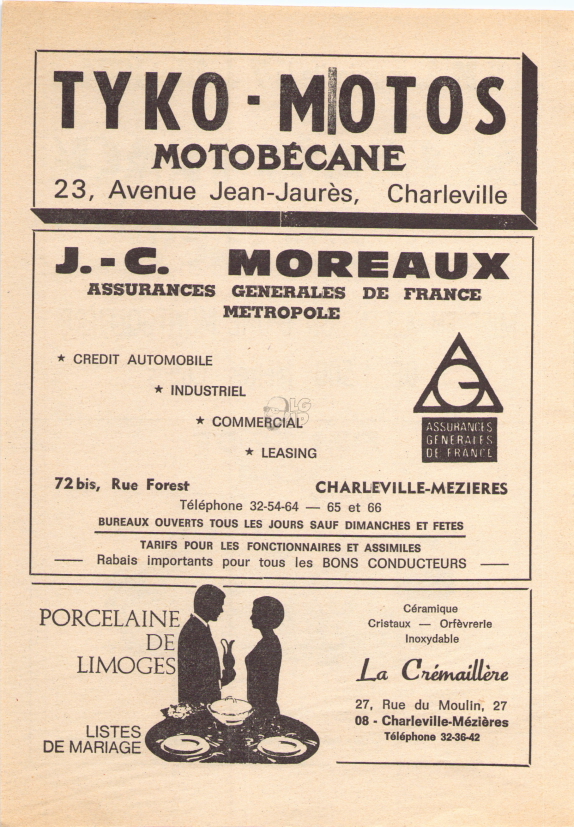 TYKO - MOTOS
MOTOBÉCANE
23, Avenue Jean-Jaurès, Charleville
J.-C. MOREAUX
ASSURANCES GENERALES DE FRANCE
METROPOLE
★ CREDIT AUTOMOBILE
★ INDUSTRIEL
★ COMMERCIAL
★ LEASING
AG
ASSURANCES
GENERALES
DE FRANCE
72 bis, Rue Forest CHARLEVILLE-MEZIERES
Téléphone 32-54-64 — 65 et 66
BUREAUX OUVERTS TOUS LES JOURS SAUF DIMANCHES ET FETES
TARIFS POUR LES FONCTIONNAIRES ET ASSIMILES
— Rabais importants pour tous les BONS CONDUCTEURS —
PORCELAINE
DE
LIMOGES
LISTES
DE MARIAGE
Céramique
Cristaux — Orfèvrerie
Inoxydable
La Crémaillère
27, Rue du Moulin, 27
08 - Charleville-Mézières
Téléphone 32-36-42